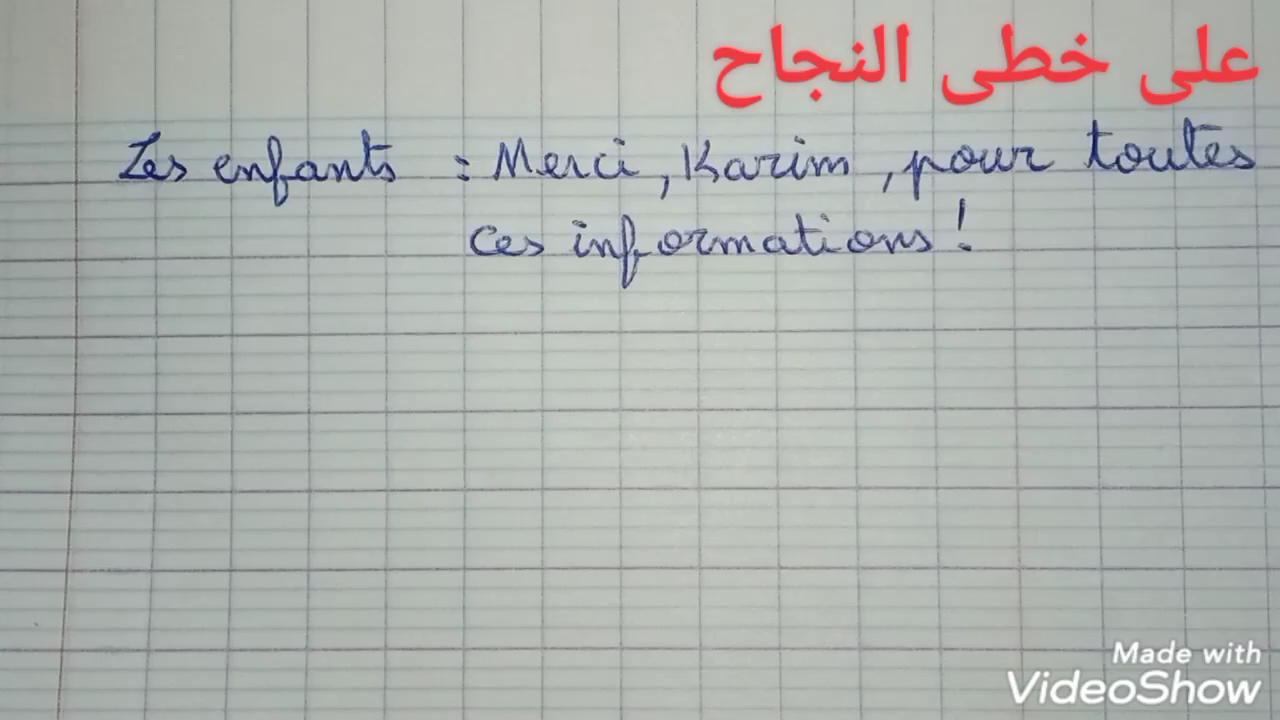 على خطى النجاح
Les enfants : Merci, Karim, pour toutes
ces informations !
Made with
VideoShow